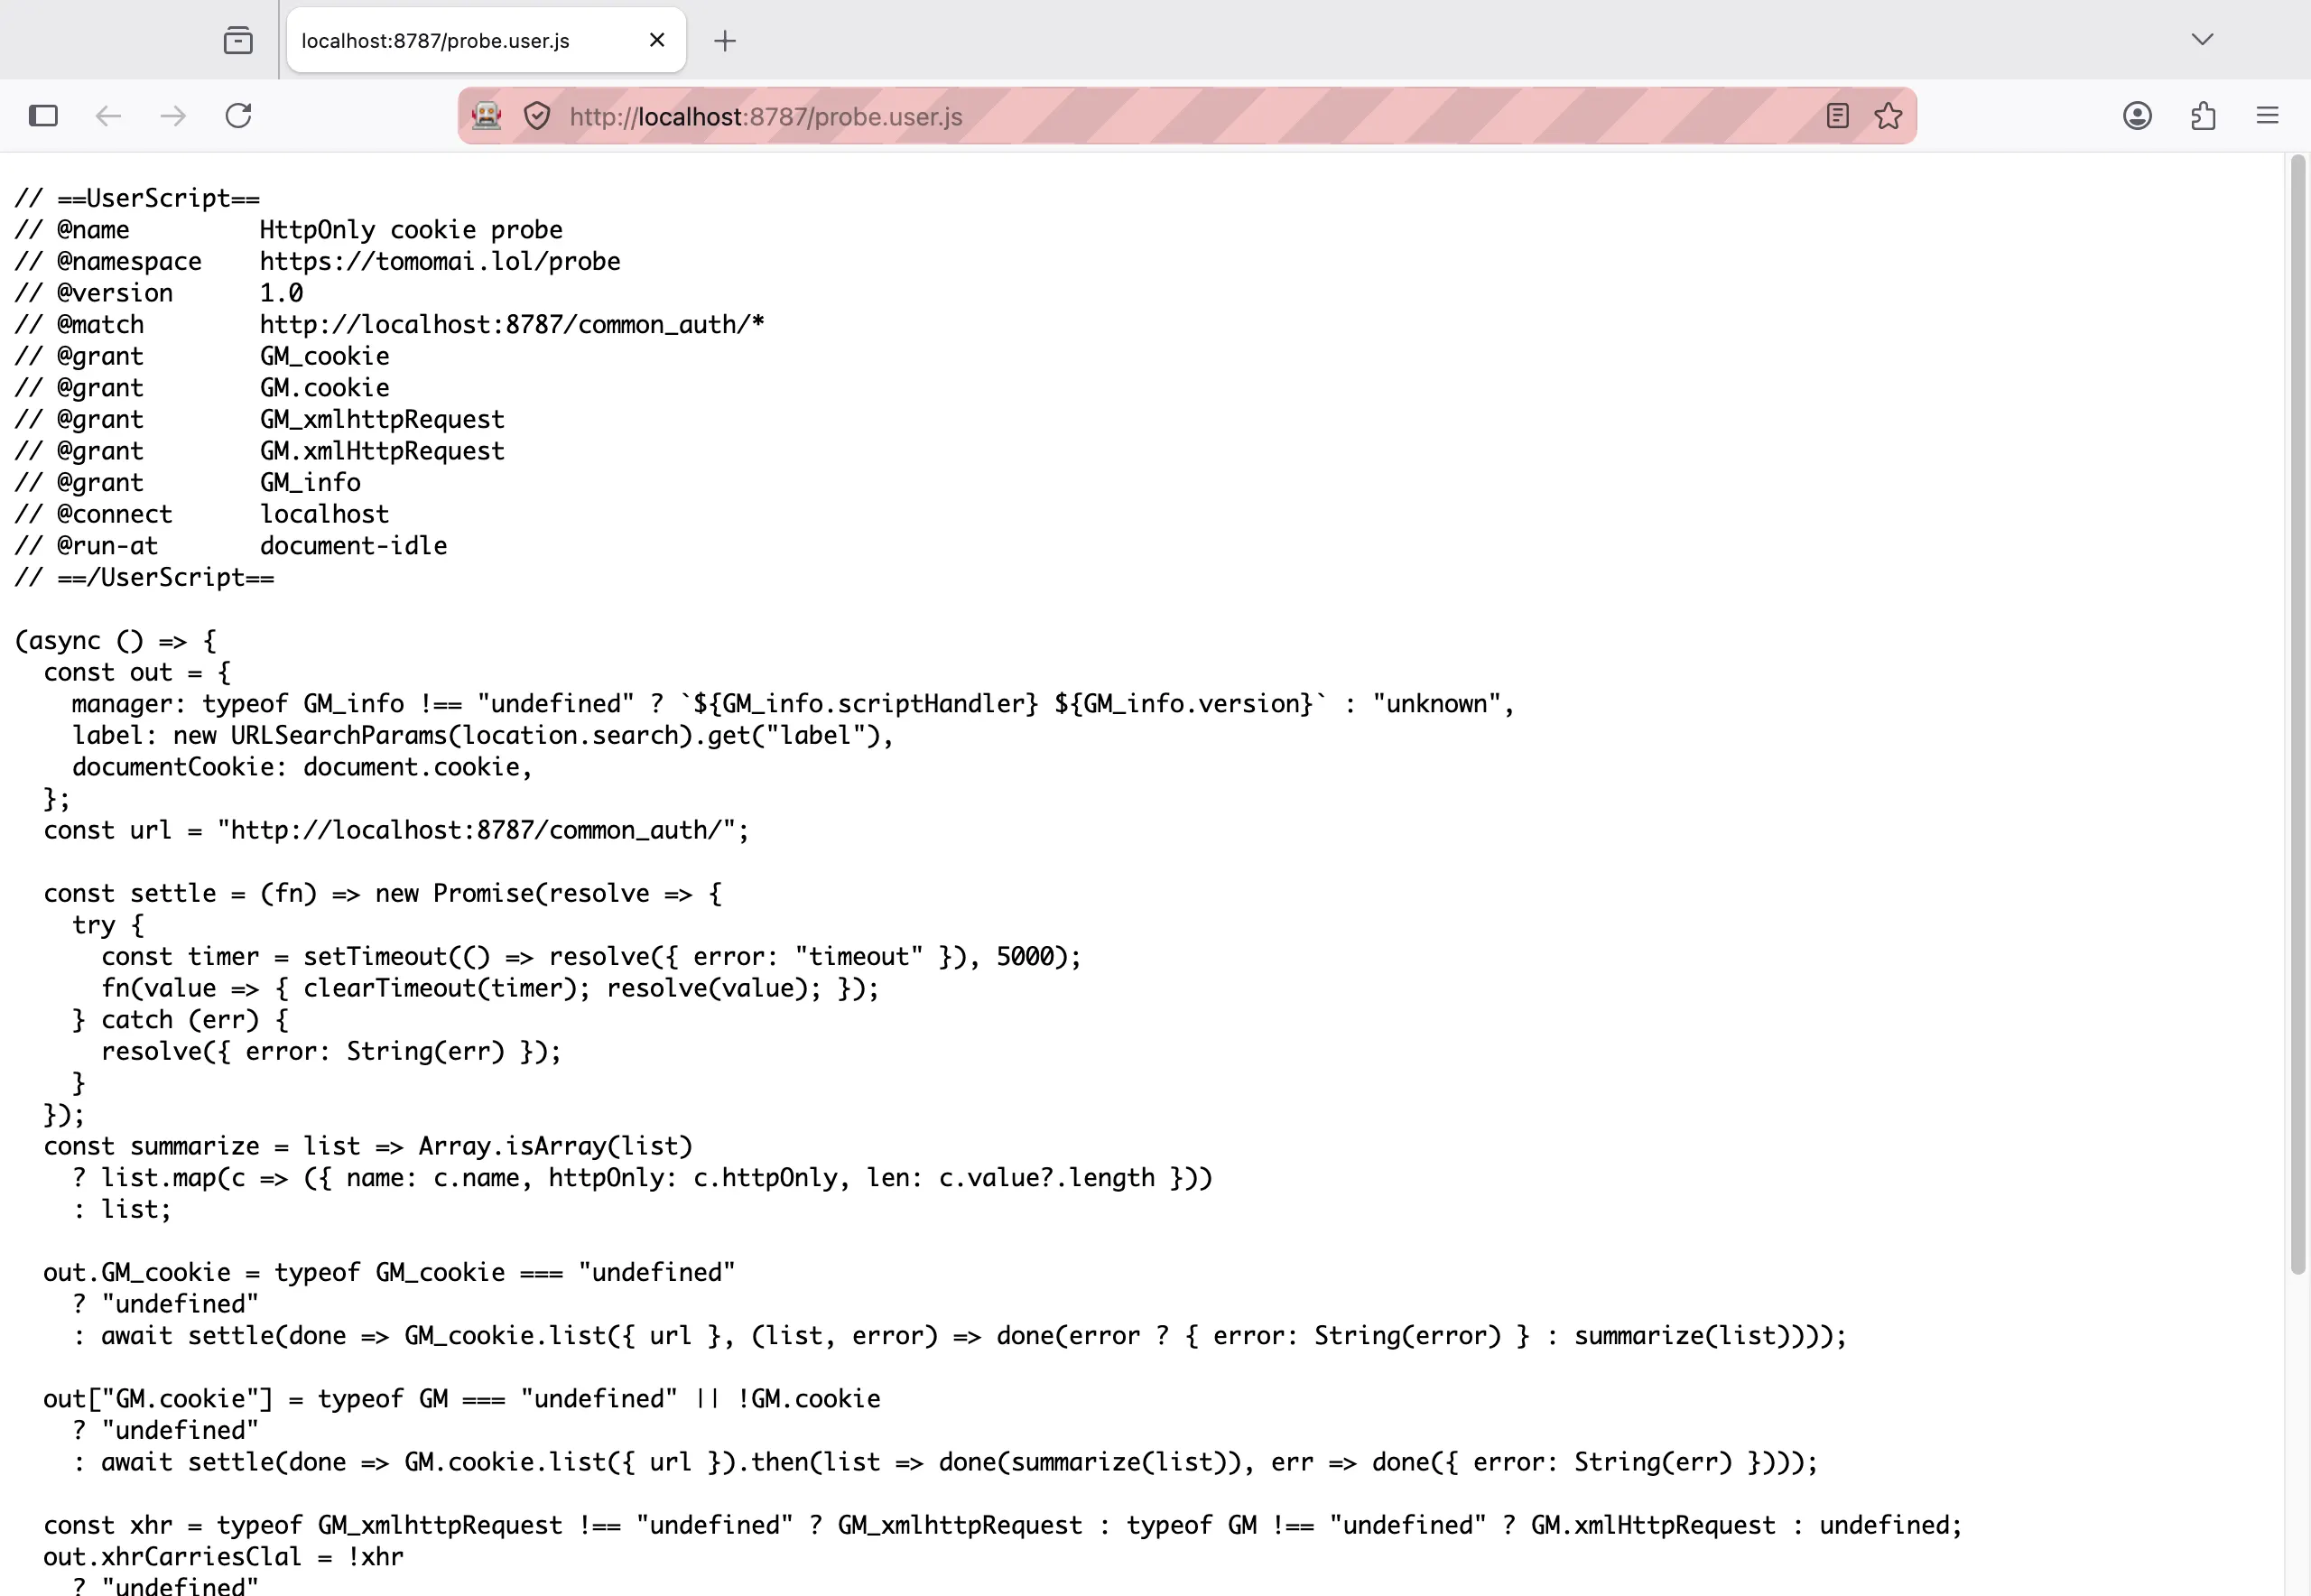 localhost:8787/probe.user.js
http://localhost:8787/probe.user.js
// ==UserScript==
// @name         HttpOnly cookie probe
// @namespace    https://tomomai.lol/probe
// @version      1.0
// @match        http://localhost:8787/common_auth/*
// @grant        GM_cookie
// @grant        GM.cookie
// @grant        GM_xmlhttpRequest
// @grant        GM.xmlHttpRequest
// @grant        GM_info
// @connect      localhost
// @run-at       document-idle
// ==/UserScript==
(async () => {
  const out = {
    manager: typeof GM_info !== "undefined" ? `${GM_info.scriptHandler} ${GM_info.version}` : "unknown",
    label: new URLSearchParams(location.search).get("label"),
    documentCookie: document.cookie,
  };
  const url = "http://localhost:8787/common_auth/";
  const settle = (fn) => new Promise(resolve => {
    try {
      const timer = setTimeout(() => resolve({ error: "timeout" }), 5000);
      fn(value => { clearTimeout(timer); resolve(value); });
    } catch (err) {
      resolve({ error: String(err) });
    }
  });
  const summarize = list => Array.isArray(list)
    ? list.map(c => ({ name: c.name, httpOnly: c.httpOnly, len: c.value?.length }))
    : list;
  out.GM_cookie = typeof GM_cookie === "undefined"
    ? "undefined"
    : await settle(done => GM_cookie.list({ url }, (list, error) => done(error ? { error: String(error) } : summarize(list))));
  out["GM.cookie"] = typeof GM === "undefined" || !GM.cookie
    ? "undefined"
    : await settle(done => GM.cookie.list({ url }).then(list => done(summarize(list)), err => done({ error: String(err) })));
  const xhr = typeof GM_xmlhttpRequest !== "undefined" ? GM_xmlhttpRequest : typeof GM !== "undefined" ? GM.xmlHttpRequest : undefined;
  out.xhrCarriesClal = !xhr
    ? "undefined"